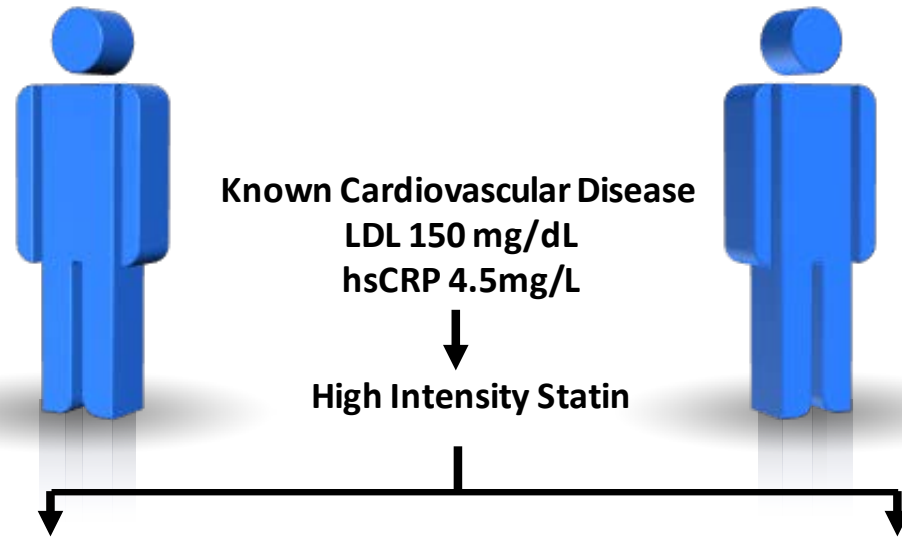 Known Cardiovascular Disease
LDL 150 mg/dL
hsCRP 4.5mg/L
High Intensity Statin